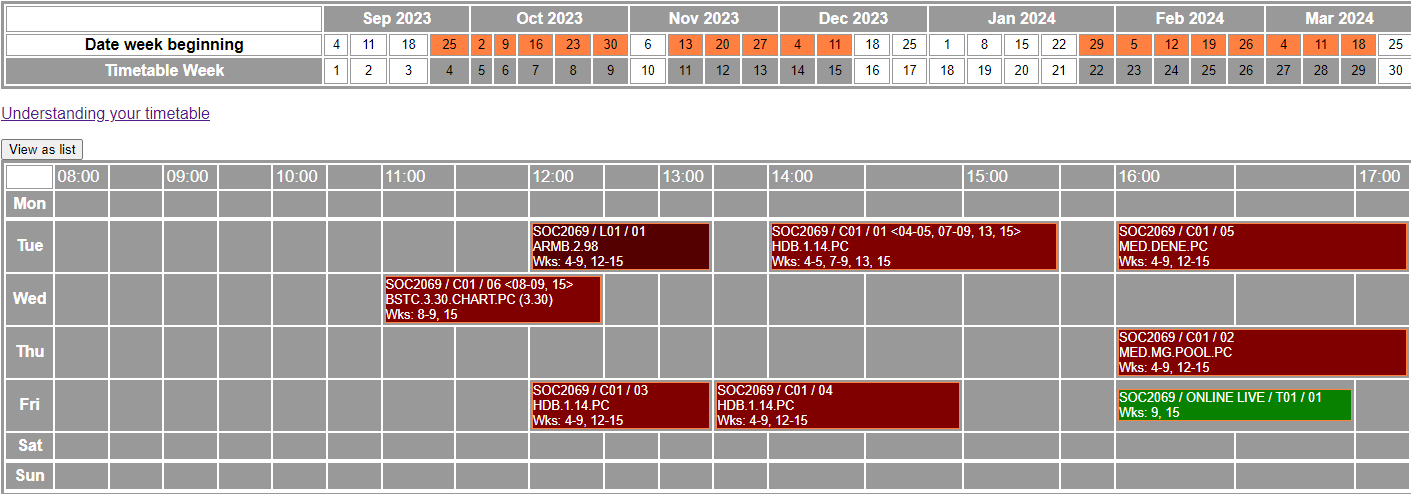 Sep 2023 Oct 2023 Nov 2023 Dec 2023 Jan 2024 Feb 2024 Mar 2024
Date week beginning 4 11 18 25 2 9 16 23 30 6 13 20 27 4 11 18 25 1 8 15 22 29 5 12 19 26 4 11 18 25
Timetable Week 1 2 3 4 5 6 7 8 9 10 11 12 13 14 15 16 17 18 19 20 21 22 23 24 25 26 27 28 29 30
Understanding your timetable
View as list
08:00 09:00 10:00 11:00 12:00 13:00 14:00 15:00 16:00 17:00
Mon
Tue
SOC2069 / L01 / 01
ARMB.2.98
Wks: 4-9, 12-15
SOC2069 / C01 / 01 <04-05, 07-09, 13, 15>
HDB.1.14.PC
Wks: 4-5, 7-9, 13, 15
SOC2069 / C01 / 05
MED.DENE.PC
Wks: 4-9, 12-15
Wed
SOC2069 / C01 / 06 <08-09, 15>
BSTC.3.30.CHART.PC (3.30)
Wks: 8-9, 15
Thu
SOC2069 / C01 / 02
MED.MG.POOL.PC
Wks: 4-9, 12-15
Fri
SOC2069 / C01 / 03
HDB.1.14.PC
Wks: 4-9, 12-15
SOC2069 / C01 / 04
HDB.1.14.PC
Wks: 4-9, 12-15
SOC2069 / ONLINE LIVE / T01 / 01
Wks: 9, 15
Sat
Sun